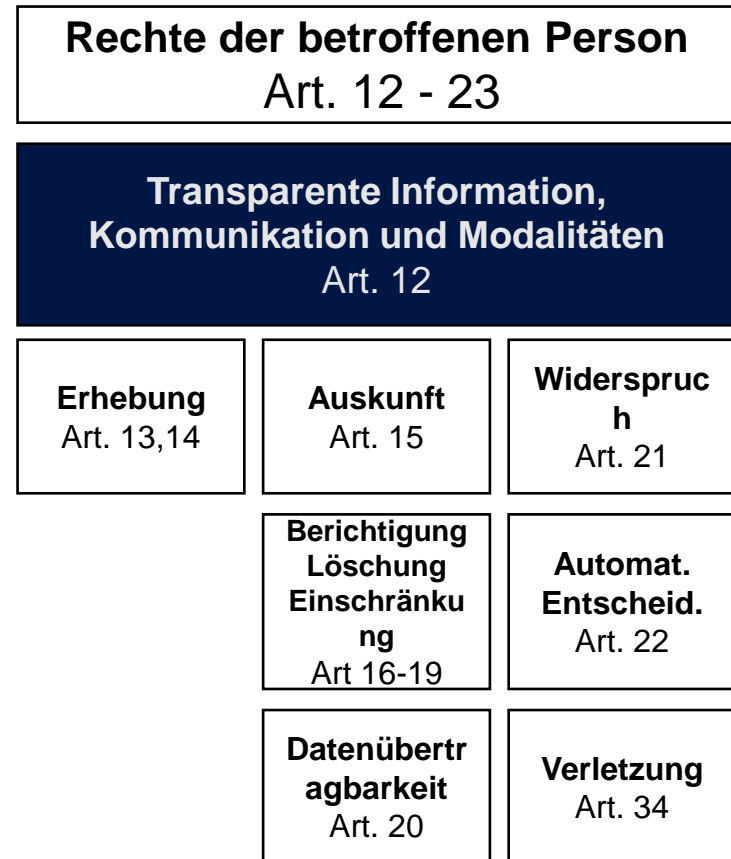 Rechte der betroffenen Person
Art. 12 - 23
Transparente Information,
Kommunikation und Modalitäten
Art. 12
Erhebung
Art. 13,14
Auskunft
Art. 15
Widerspruc
h
Art. 21
Berichtigung
Löschung
Einschränku
ng
Art 16-19
Automat.
Entscheid.
Art. 22
Datenübertr
agbarkeit
Art. 20
Verletzung
Art. 34